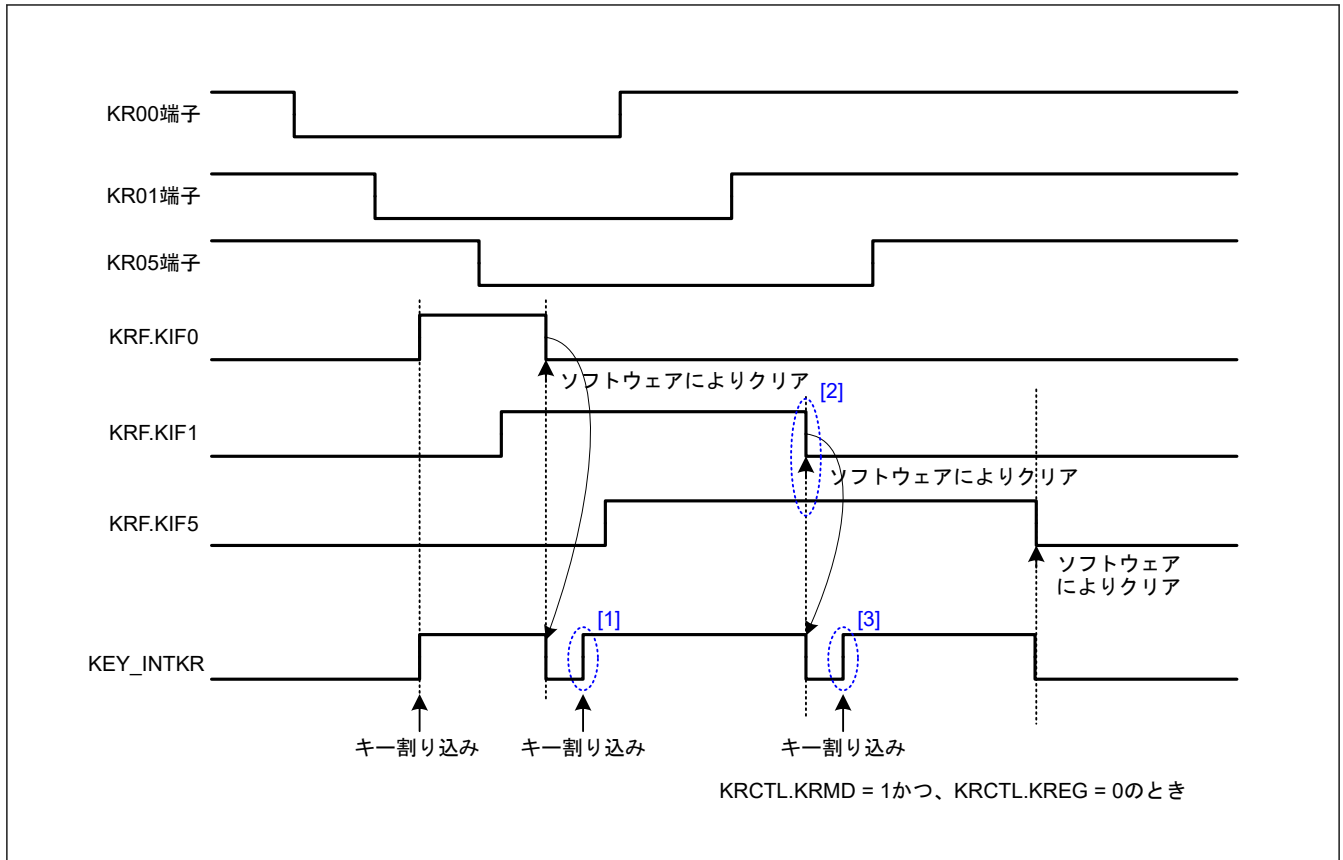 KR00端子
KR01端子
KR05端子
KRF.KIF0
ソフトウェアによりクリア
[2]
KRF.KIF1
ソフトウェアによりクリア
KRF.KIF5
ソフトウェア
によりクリア
[1]
[3]
KEY_INTKR
キー割り込み
キー割り込み
キー割り込み
KRCTL.KRMD = 1かつ、KRCTL.KREG = 0のとき